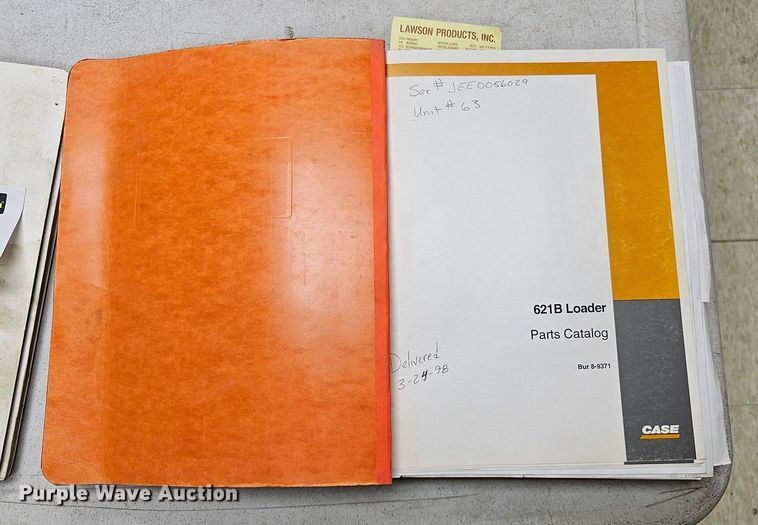 LAWSON PRODUCTS, INC.
Ser # JEE0056029
Unit # 63
621B Loader
Parts Catalog
Bur 8-9371
Delivered
3-24-98
CASE
Purple Wave Auction